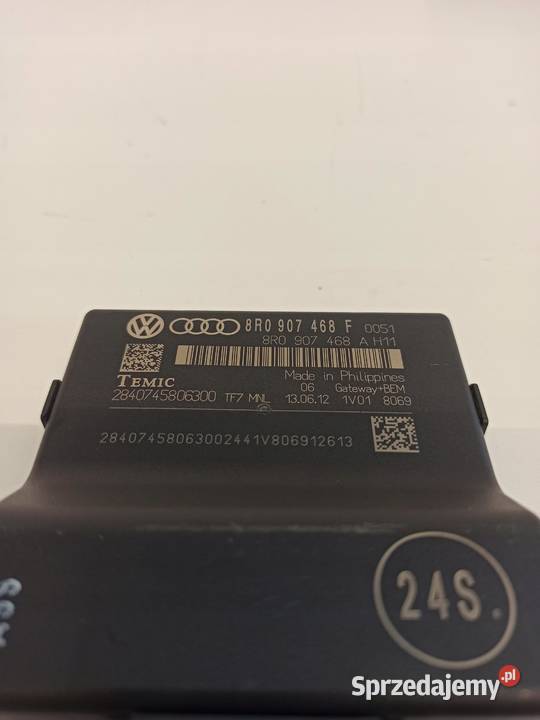 8R0 907 468 F 0051
8R0 907 468 A H11
TEMIC
Made in Philippines
06 Gateway+BEM
2840745806300 TF7 MNL 13.06.12 1V01 8069
28407458063002441V806912613
24S.
Sprzedajemy.pl